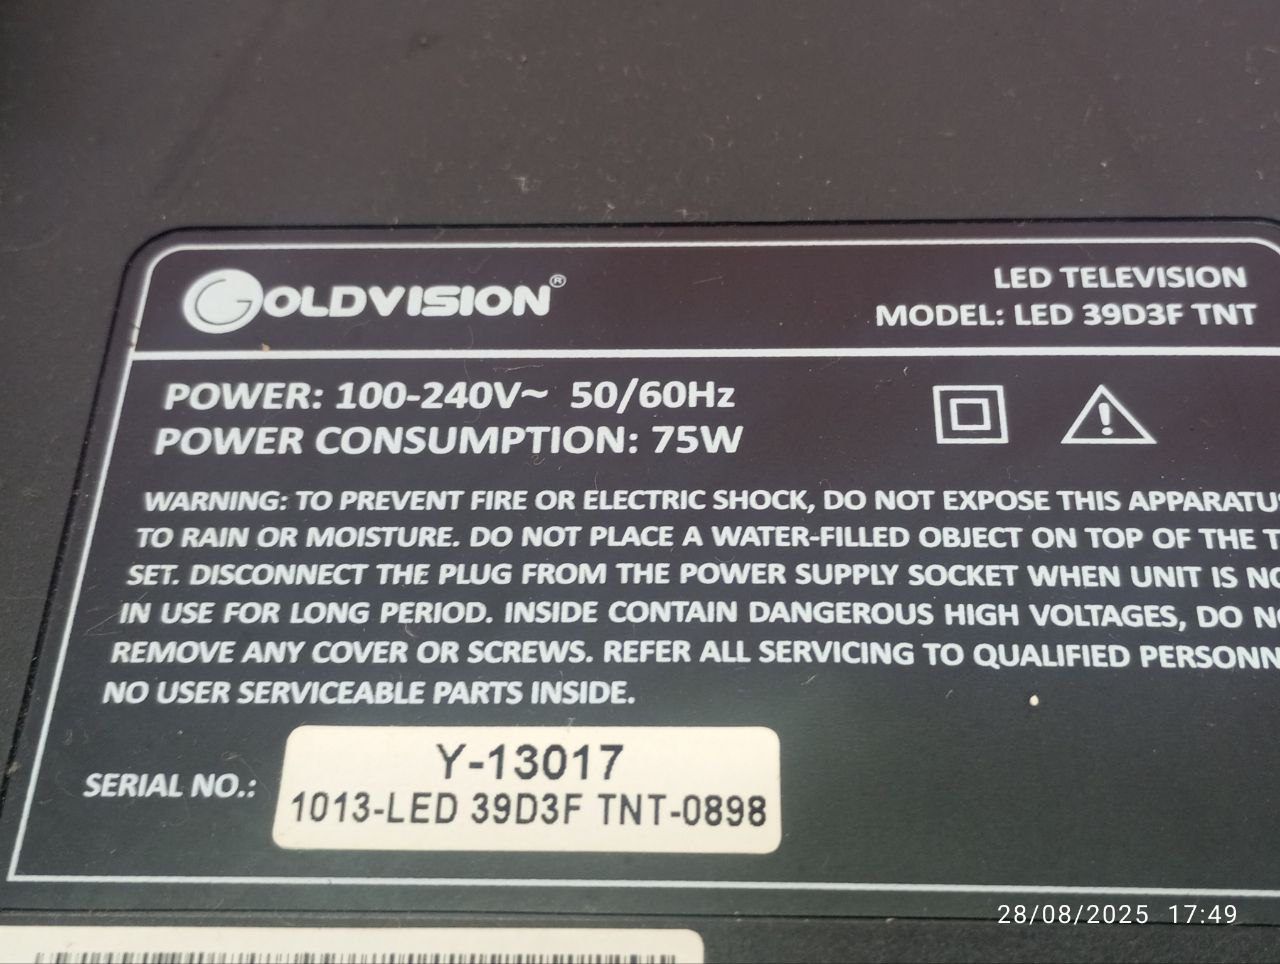 GOLDVISION®
LED TELEVISION
MODEL: LED 39D3F TNT
POWER: 100-240V~ 50/60Hz
POWER CONSUMPTION: 75W
WARNING: TO PREVENT FIRE OR ELECTRIC SHOCK, DO NOT EXPOSE THIS
TO RAIN OR MOISTURE. DO NOT PLACE A WATER-FILLED OBJECT ON TOP OF THE
SET. DISCONNECT THE PLUG FROM THE POWER SUPPLY SOCKET WHEN UNIT IS
IN USE FOR LONG PERIOD. INSIDE CONTAIN DANGEROUS HIGH VOLTAGES, DO
REMOVE ANY COVER OR SCREWS. REFER ALL SERVICING TO QUALIFIED
NO USER SERVICEABLE PARTS INSIDE.
SERIAL NO.:
Y-13017
1013-LED 39D3F TNT-0898
28/08/2025 17:49